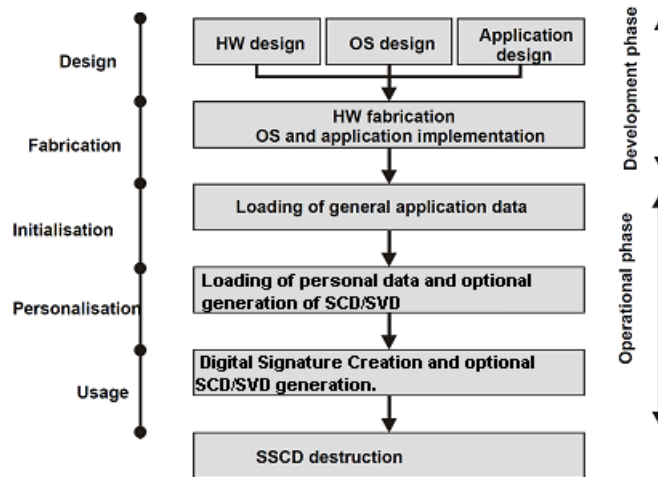 Design
Fabrication
Initialisation
Personalisation
Usage
HW design
OS design
Application
design
HW fabrication
OS and application implementation
Loading of general application data
Loading of personal data and optional
generation of SCD/SVD
Digital Signature Creation and optional
SCD/SVD generation.
SSCD destruction
Development phase
Operational phase